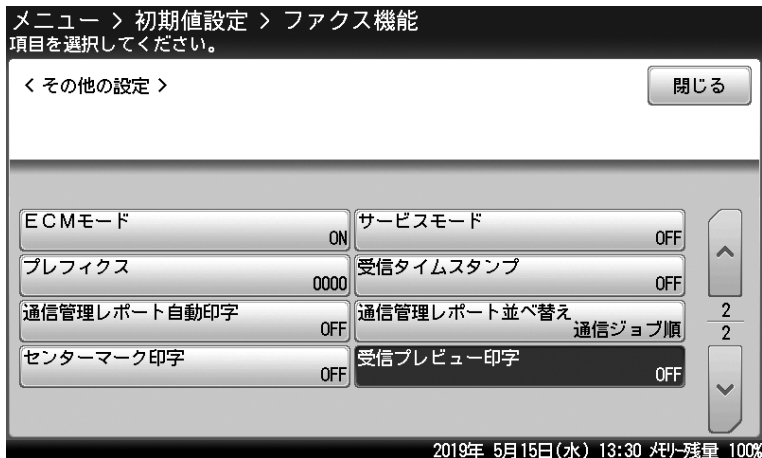 メニュー > 初期値設定 > ファクス機能
項目を選択してください。
< その他の設定 >
閉じる
ECMモード
ON
サービスモード
OFF
プレフィクス
0000
受信タイムスタンプ
OFF
通信管理レポート自動印字
OFF
通信管理レポート並べ替え
通信ジョブ順
センターマーク印字
OFF
受信プレビュー印字
OFF
2
2
2019年 5月15日(水) 13:30 ﾒﾓﾘｰ残量 100%